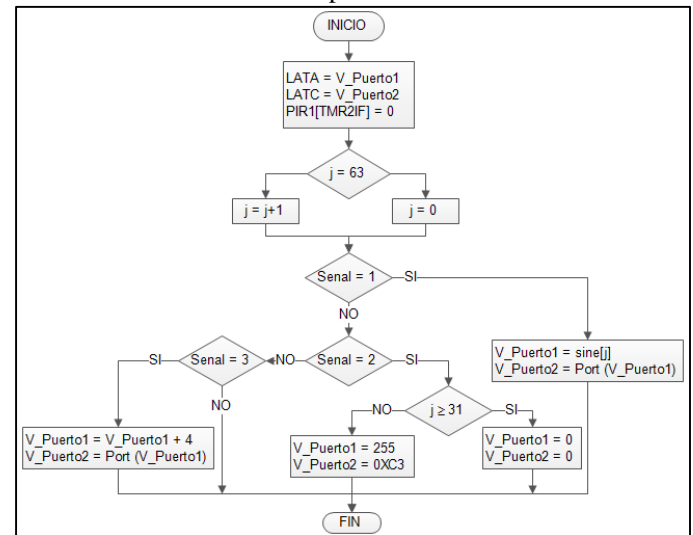 INICIO
LATA = V_Puerto1
LATC = V_Puerto2
PIR1[TMR2IF] = 0
j = 63
j = j+1
j = 0
Senal = 1
SI
NO
V_Puerto1 = sine[j]
V_Puerto2 = Port (V_Puerto1)
SI
Senal = 3
NO
Senal = 2
SI
NO
NO
j ≥ 31
SI
V_Puerto1 = V_Puerto1 + 4
V_Puerto2 = Port (V_Puerto1)
V_Puerto1 = 255
V_Puerto2 = 0XC3
V_Puerto1 = 0
V_Puerto2 = 0
FIN